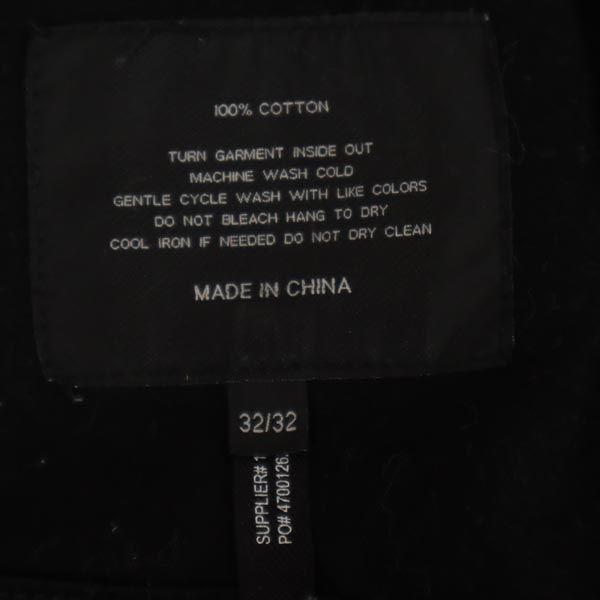 100% COTTON
TURN GARMENT INSIDE OUT
MACHINE WASH COLD
GENTLE CYCLE WASH WITH LIKE COLORS
DO NOT BLEACH HANG TO DRY
COOL IRON IF NEEDED DO NOT DRY CLEAN
MADE IN CHINA
32/32
SUPPLIER# 1
PO# 4700126